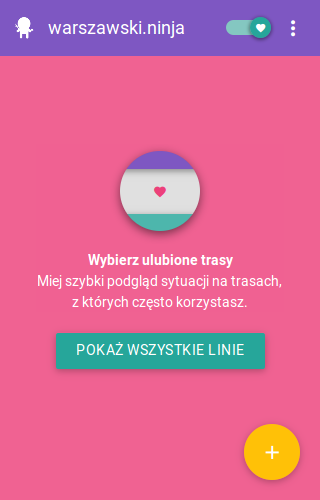 warszawski.ninja
Wybierz ulubione trasy
Miej szybki podgląd sytuacji na trasach,
z których często korzystasz.
POKAŻ WSZYSTKIE LINIE